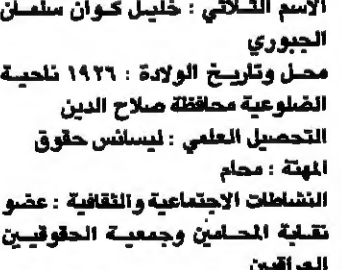 الاسم الثلاثي : خليل كوان سلمان
الجبوري
محل وتاريخ الولادة : ١٩٢٦ ناحية
الضلوعية محافظة صلاح الدين
التحصيل العلمي : ليسانس حقوق
المهنة : محام
النشاطات الاجتماعية والثقافية : عضو
نقابة المحامين وجمعية الحقوقيين
العراقيين